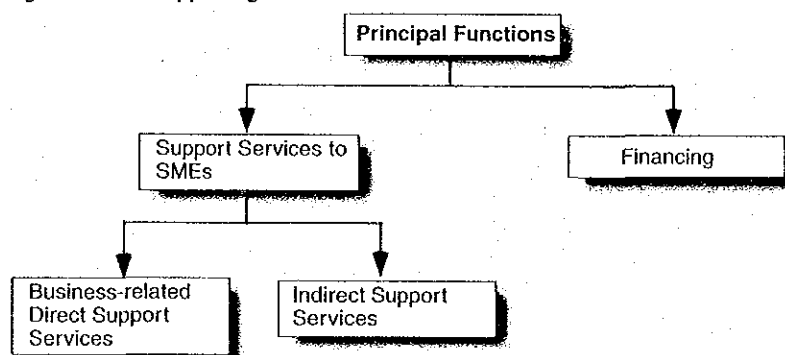 Principal Functions
Support Services to
SMEs
Financing
Business-related
Direct Support
Services
Indirect Support
Services